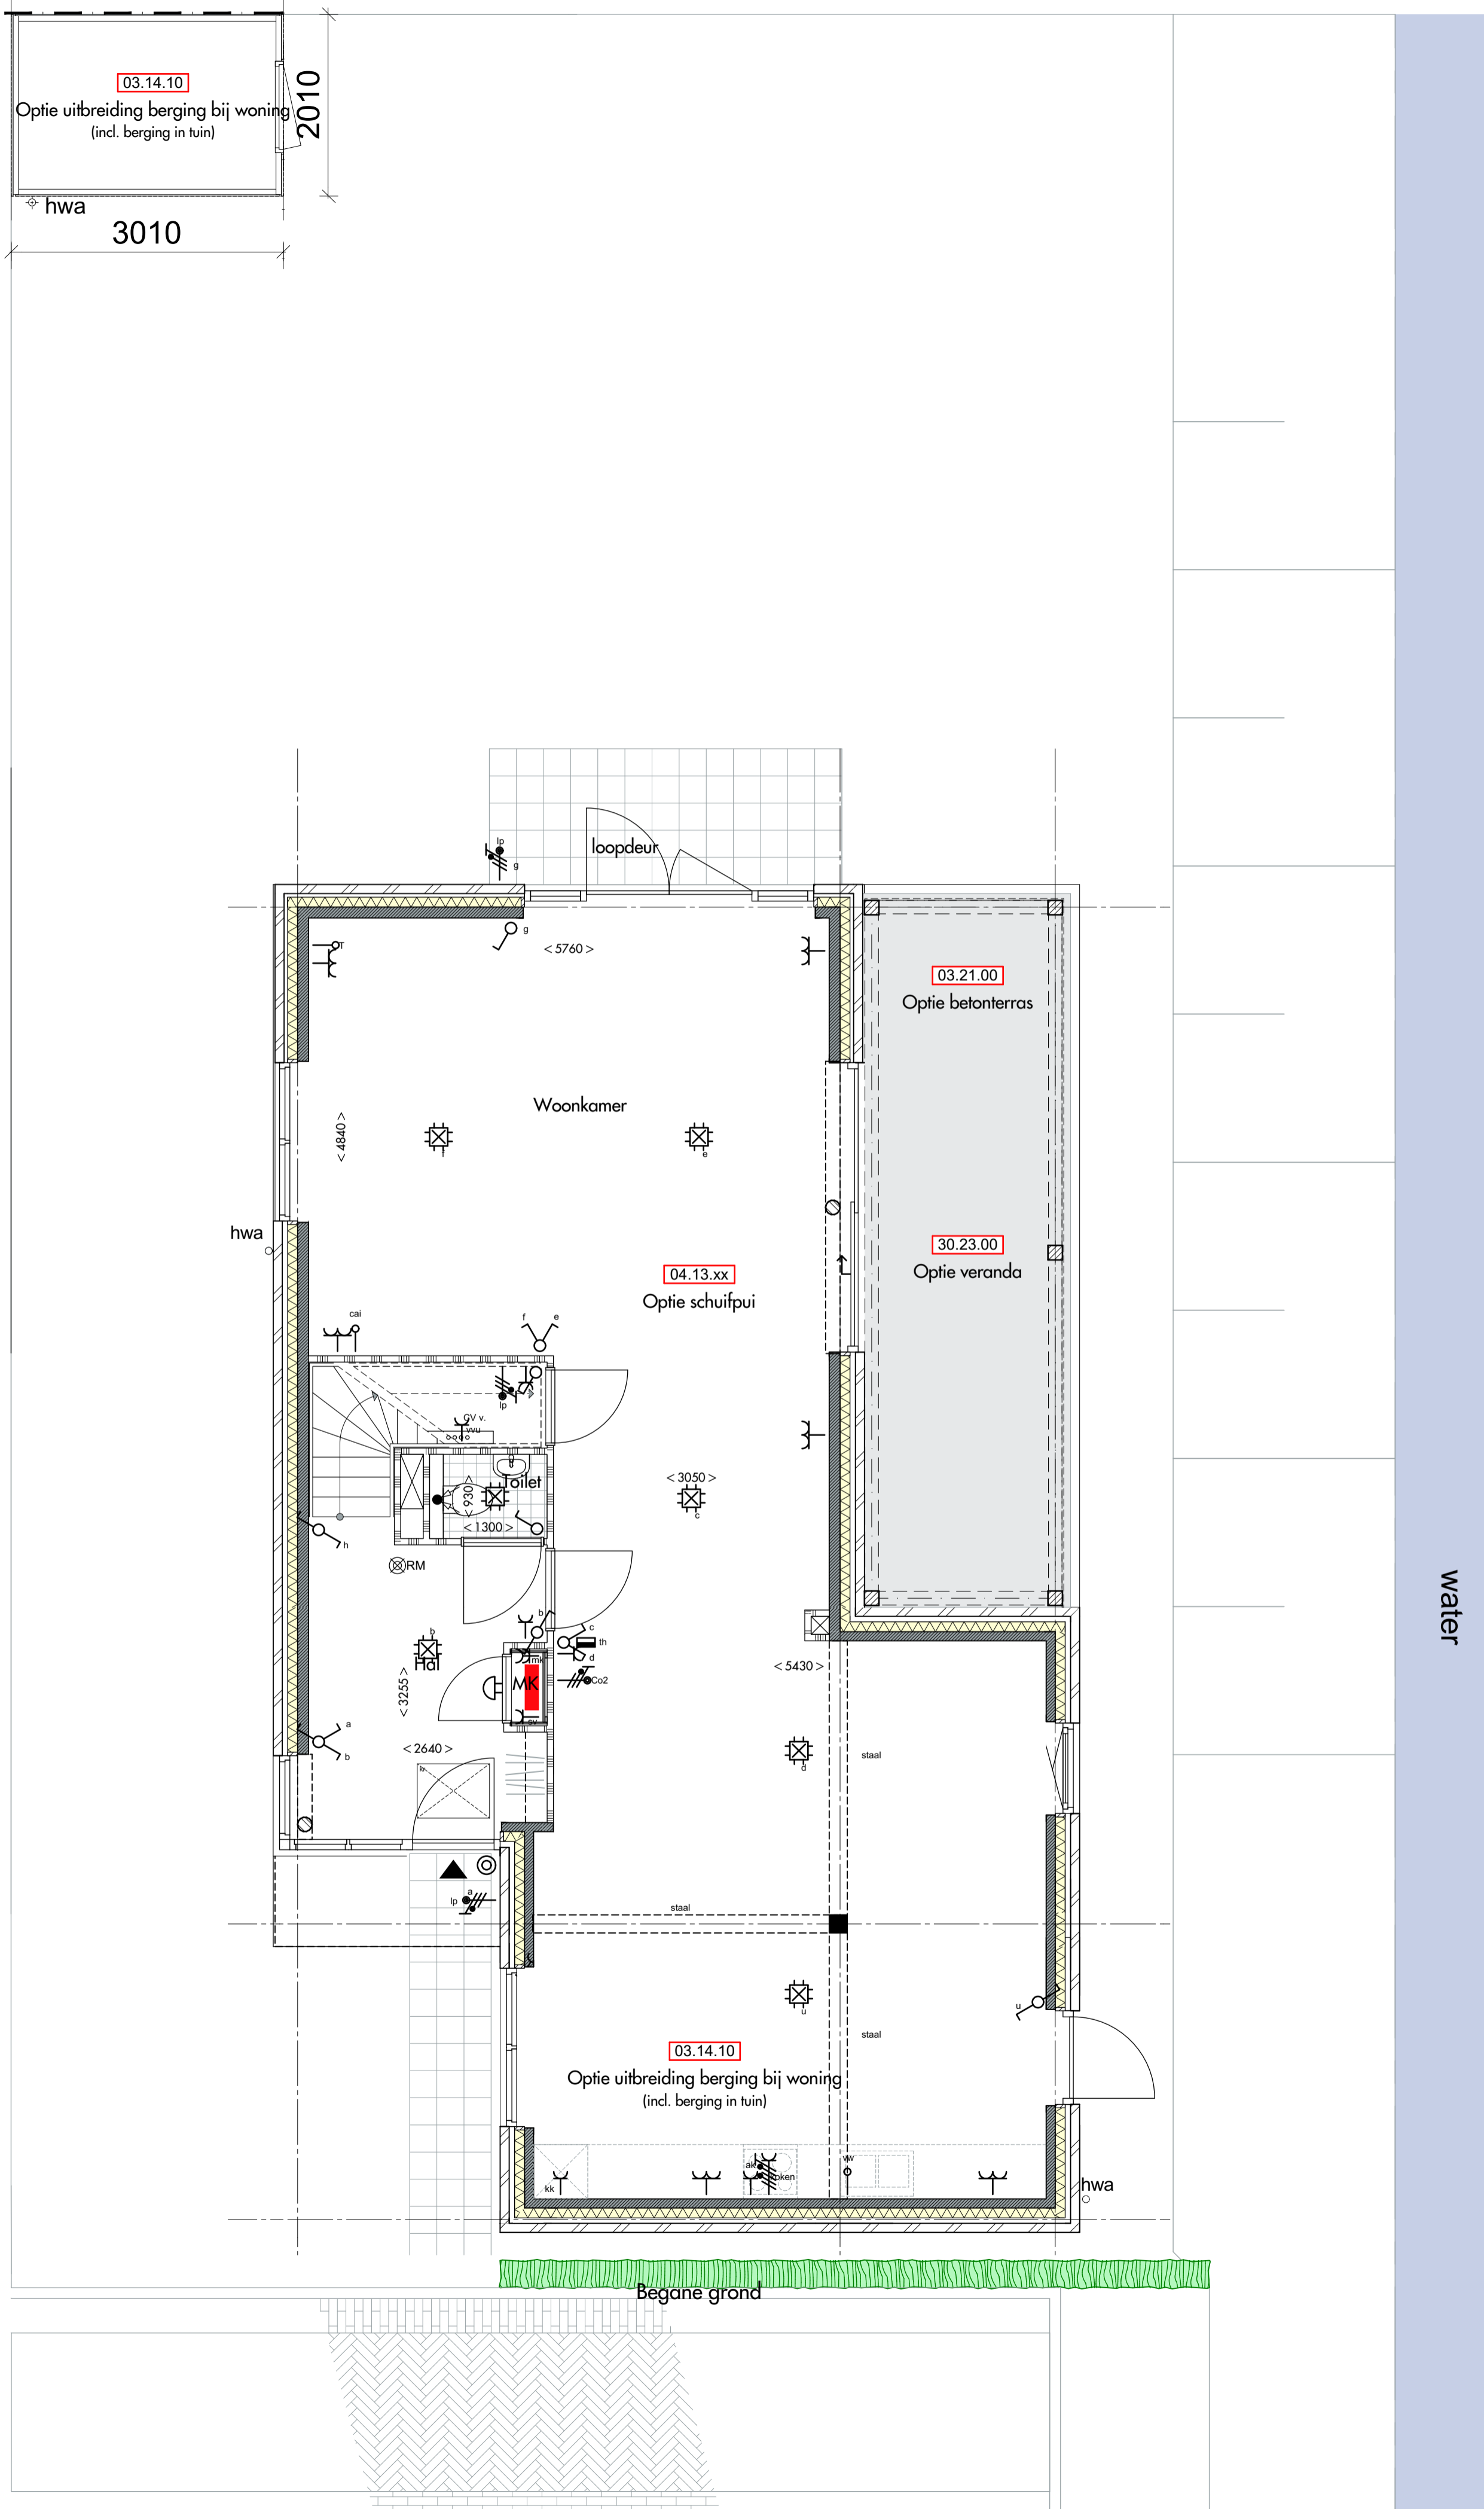 03.14.10
Optie uitbreiding berging bij woning
(incl. berging in tuin)
2010
hwa
3010
lp
g
loopdeur
g
<5760>
T
03.21.00
Optie betonterras
Woonkamer
<4840>
f
e
hwa
30.23.00
Optie veranda
04.13.xx
Optie schuifpui
cai
f
e
lp
CV v.
vvu
Toilet
<930>
<1300>
<3050>
c
h
RM
water
b
b
Hal
c
th
d
mk
MK
Co2
<3255>
<5430>
a
b
<2640>
d
staal
a
lp
staal
u
u
staal
03.14.10
Optie uitbreiding berging bij woning
(incl. berging in tuin)
kk
ak
koken
vw
hwa
Begane grond